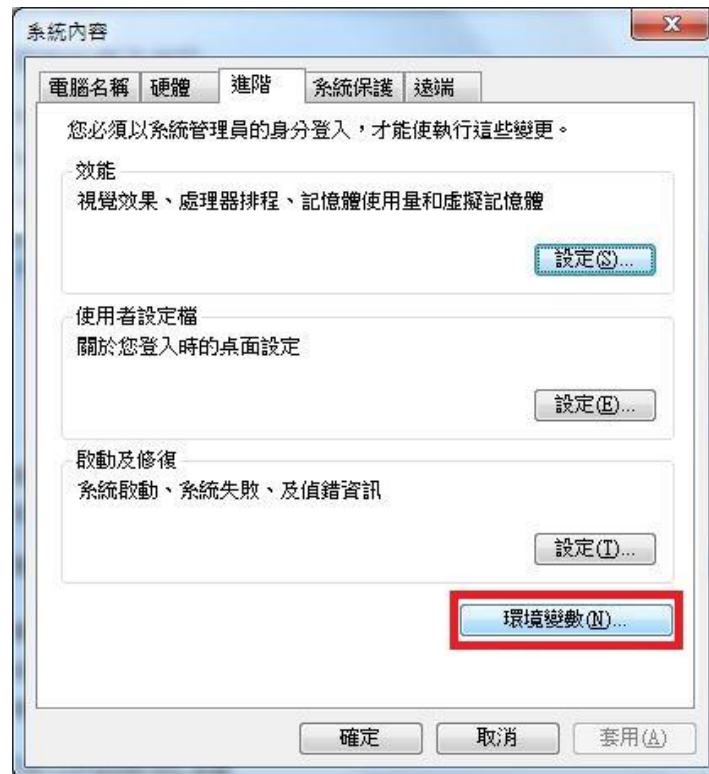 系統內容
電腦名稱 硬體 進階 系統保護 遠端
您必須以系統管理員的身分登入，才能使執行這些變更。
效能
視覺效果、處理器排程、記憶體使用量和虛擬記憶體
設定(S)...
使用者設定檔
關於您登入時的桌面設定
設定(E)...
啟動及修復
系統啟動、系統失敗、及偵錯資訊
設定(T)...
環境變數(N)...
確定 取消 套用(A)